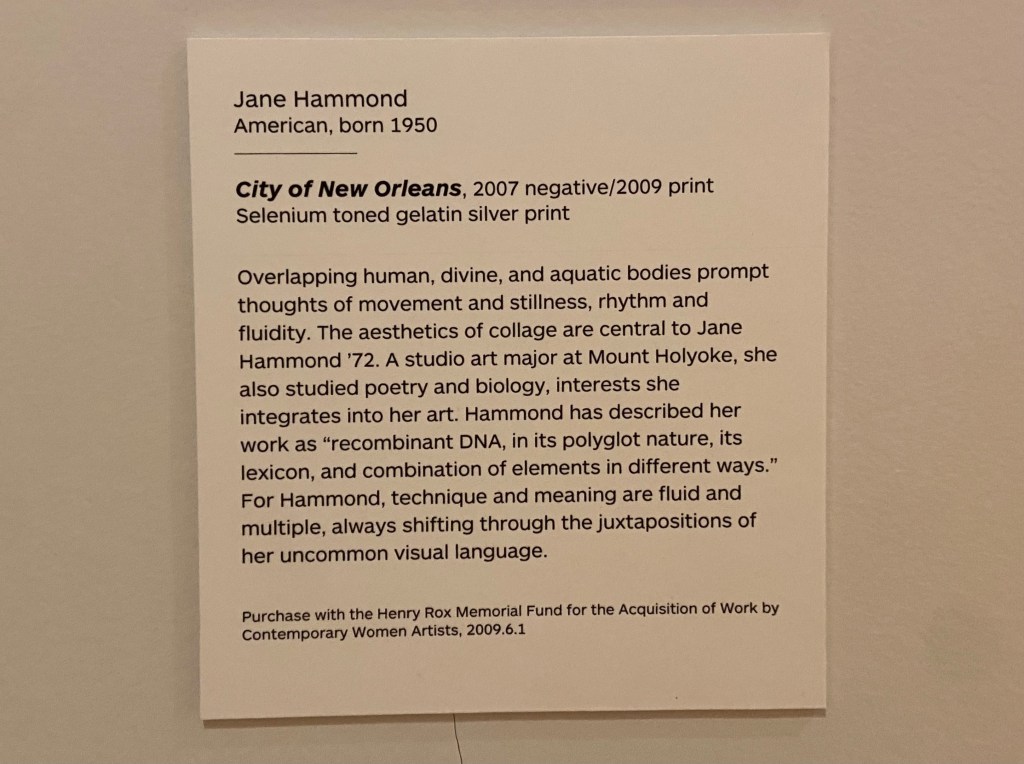 Jane Hammond
American, born 1950
City of New Orleans, 2007 negative/2009 print
Selenium toned gelatin silver print
Overlapping human, divine, and aquatic bodies prompt
thoughts of movement and stillness, rhythm and
fluidity. The aesthetics of collage are central to Jane
Hammond ’72. A studio art major at Mount Holyoke, she
also studied poetry and biology, interests she
integrates into her art. Hammond has described her
work as “recombinant DNA, in its polyglot nature, its
lexicon, and combination of elements in different ways.”
For Hammond, technique and meaning are fluid and
multiple, always shifting through the juxtapositions of
her uncommon visual language.
Purchase with the Henry Rox Memorial Fund for the Acquisition of Work by
Contemporary Women Artists, 2009.6.1